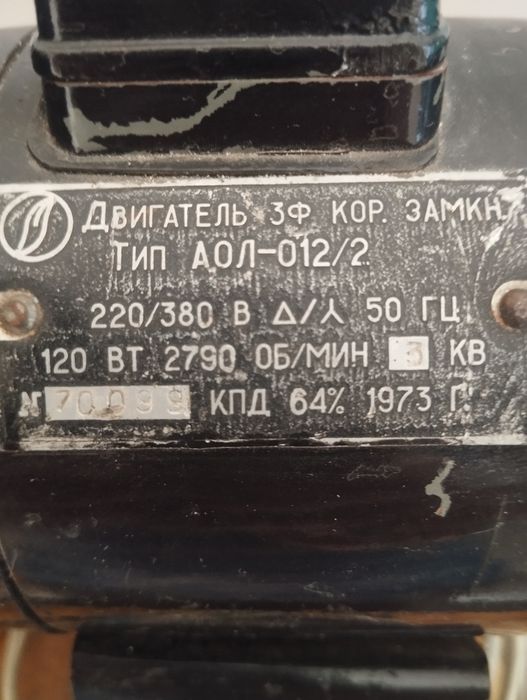 Двигатель 3Ф кор. замкн.
Тип АОЛ-012/2
220/380 В Δ/⅄ 50 Гц
120 Вт 2790 об/мин 3 кв
№ 70099 КПД 64% 1973 г.